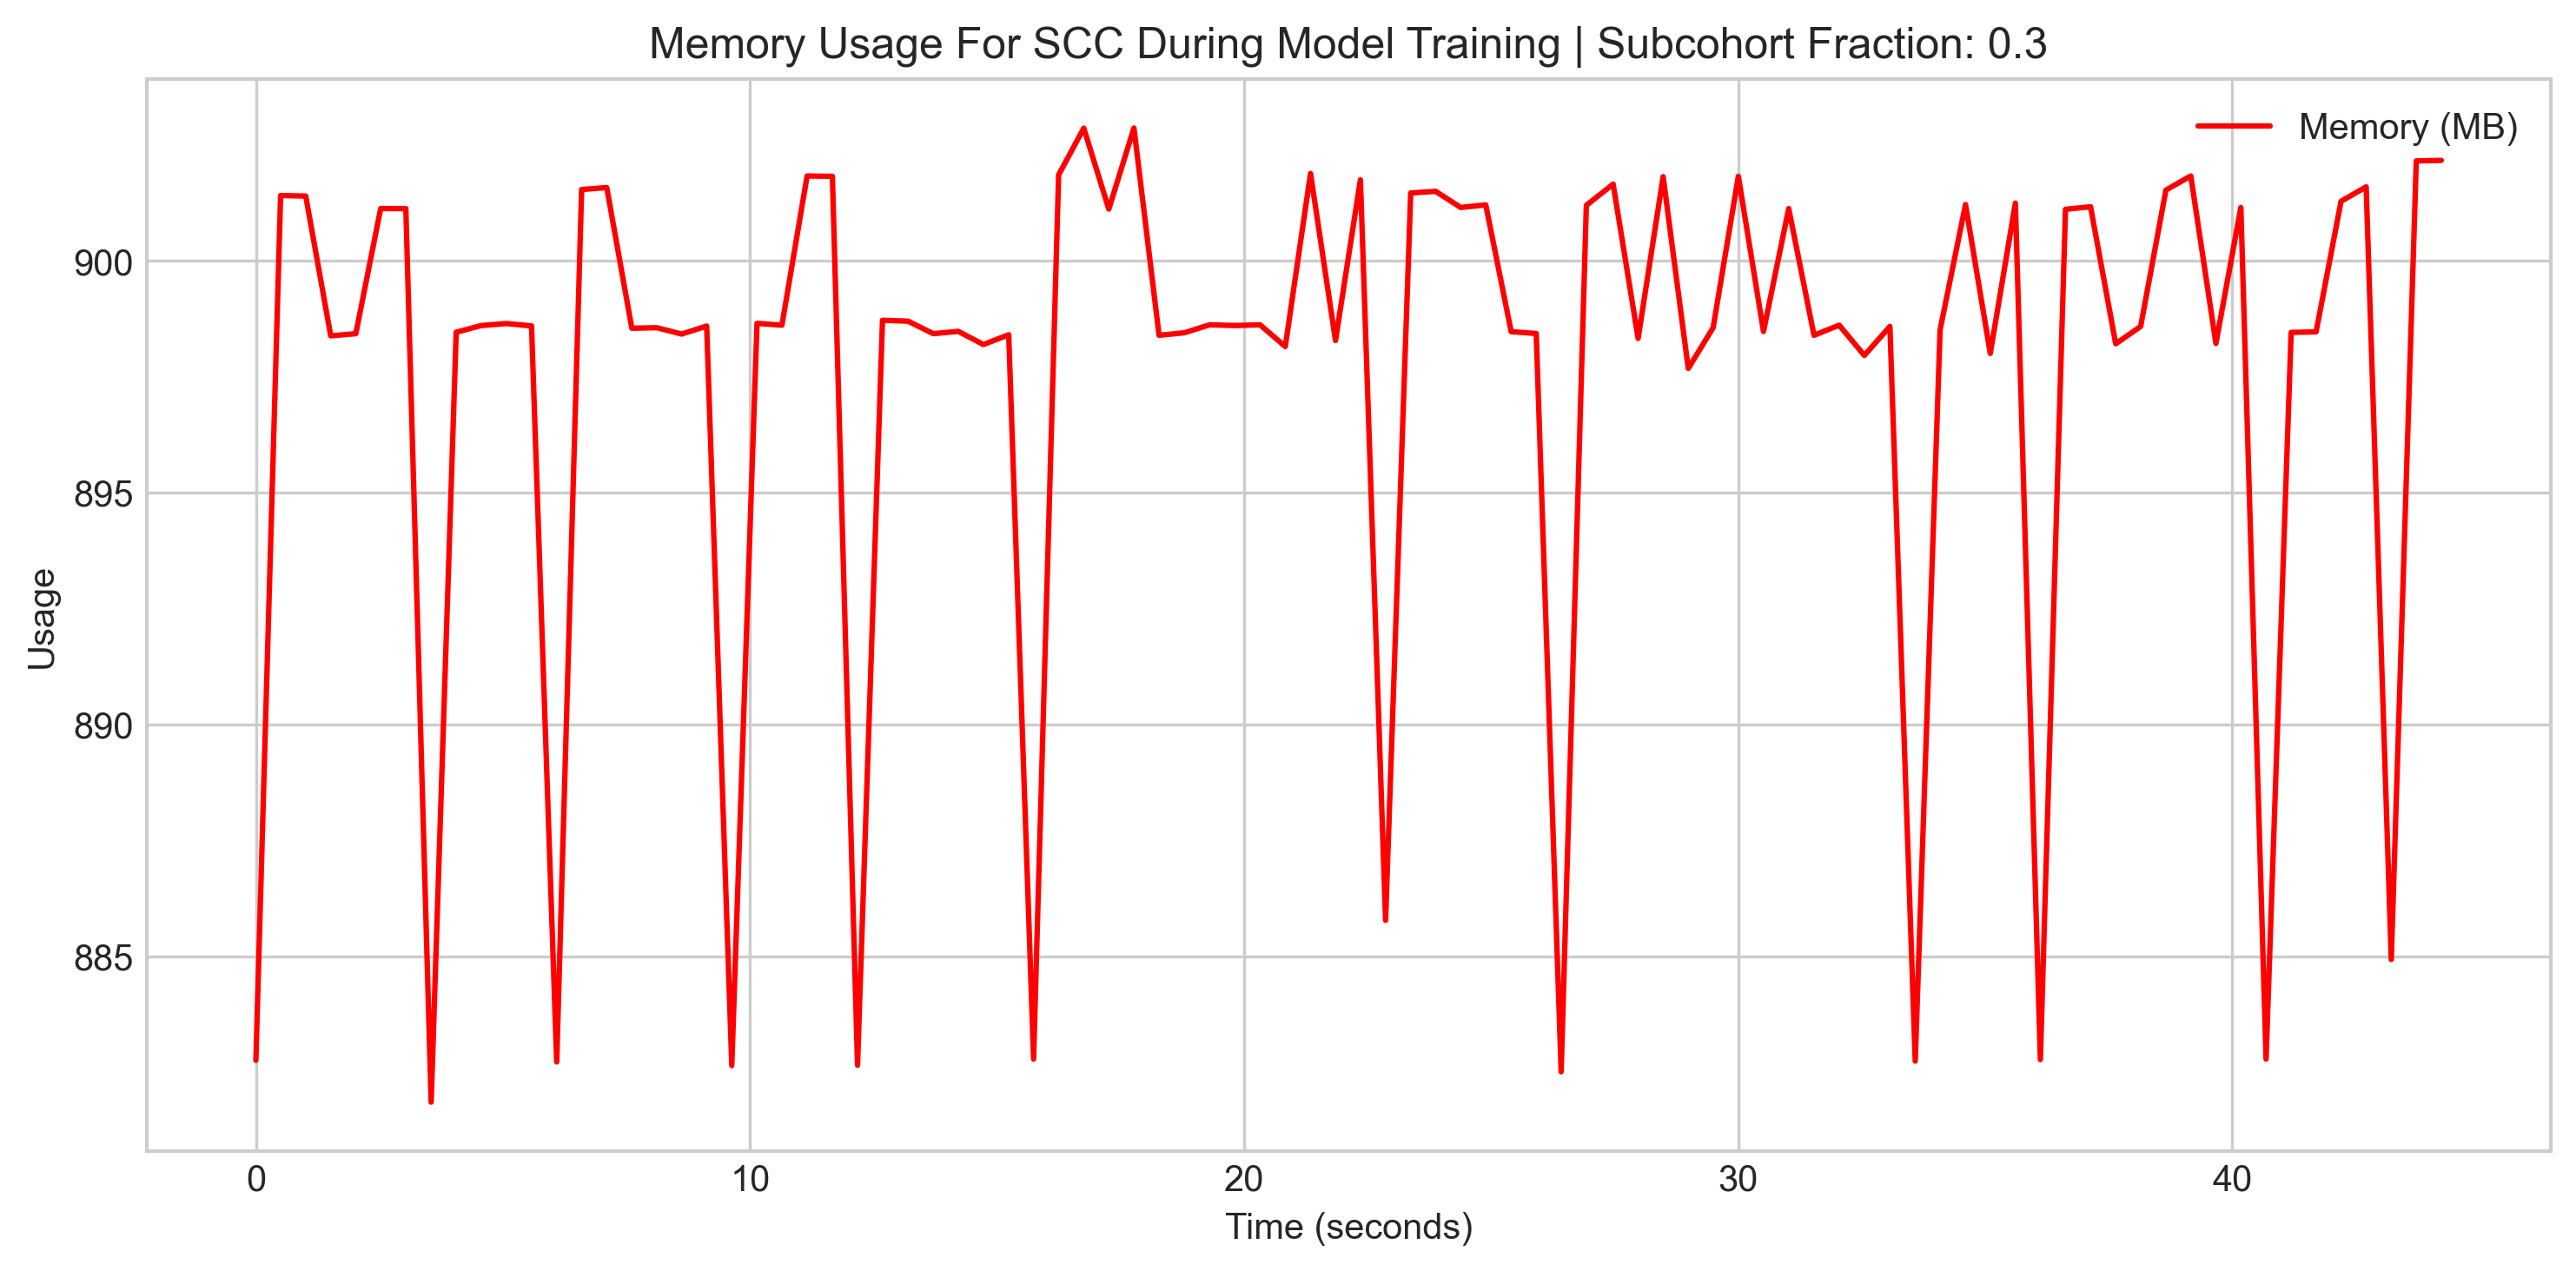 Memory Usage For SCC During Model Training | Subcohort Fraction: 0.3
Memory (MB)
900
895
890
885
Usage
0 10 20 30 40
Time (seconds)